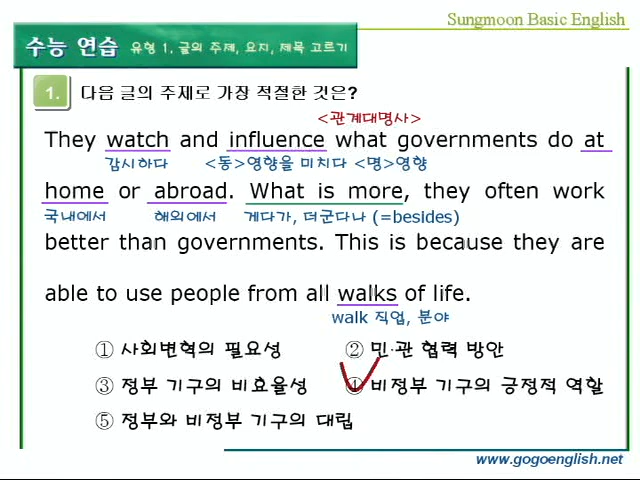 Sungmoon Basic English
수능 연습 유형 1. 글의 주제, 요지, 제목 고르기
1. 다음 글의 주제로 가장 적절한 것은?
<관계대명사>
They watch and influence what governments do at
감시하다 <동>영향을 미치다 <명>영향
home or abroad. What is more, they often work
국내에서 해외에서 게다가, 더군다나 (=besides)
better than governments. This is because they are
able to use people from all walks of life.
walk 직업, 분야
① 사회변혁의 필요성 ② 민·관 협력 방안
③ 정부 기구의 비효율성 ④ 비정부 기구의 긍정적 역할
⑤ 정부와 비정부 기구의 대립
www.gogoenglish.net